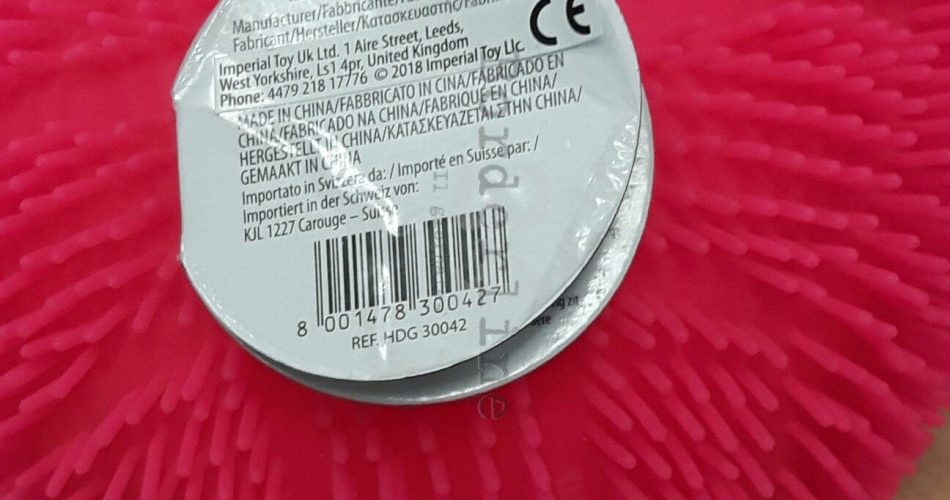 Manufacturer/Fabbricante/
Fabricant/Hersteller/Κατασκευαστής/
Imperial Toy Uk Ltd. 1 Aire Street, Leeds,
West Yorkshire, Ls1 4pr, United Kingdom
Phone: 4479 218 17776 © 2018 Imperial Toy Llc.
CE
MADE IN CHINA/FABBRICATO IN CINA/FABRICADO EN
CHINA/FABRICADO NA CHINA/FABRIQUÉ EN CHINA/
HERGESTELLT IN CHINA/ΚΑΤΑΣΚΕΥΑΖΕΤΑΙ ΣΤΗΝ CHINA/
GEMAAKT IN CHINA
Importato in Svizzera da: / Importé en Suisse par: /
Importiert in der Schweiz von:
KJL 1227 Carouge – Suisse
8 001478 300427
REF. HDG 30042